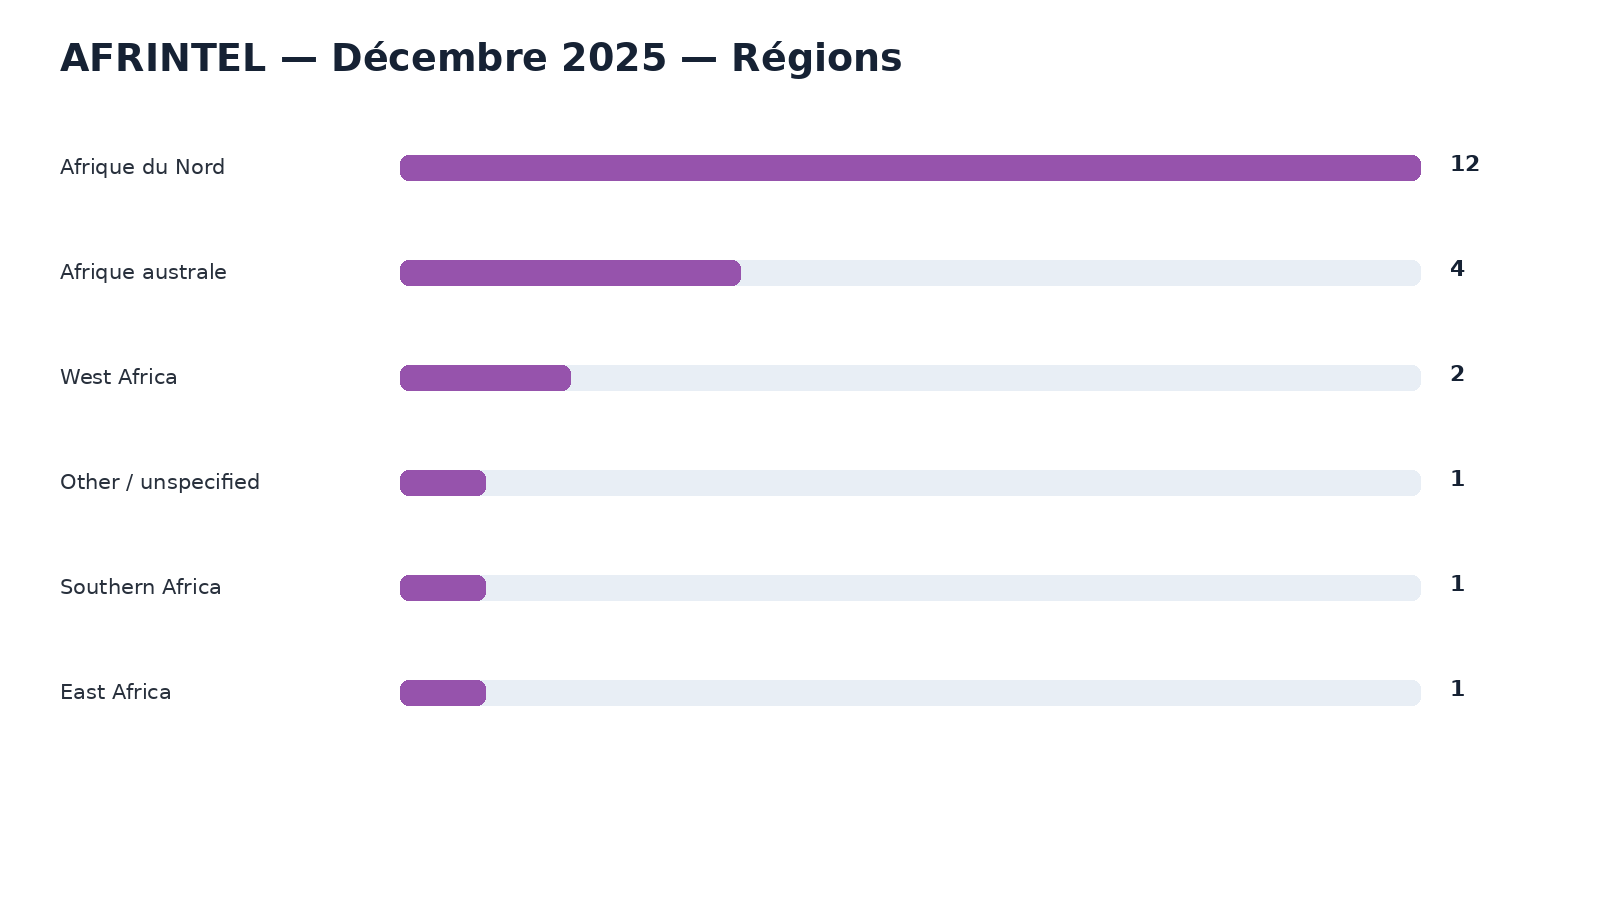 AFRINTEL — Décembre 2025 — Régions
Afrique du Nord 12
Afrique australe 4
West Africa 2
Other / unspecified 1
Southern Africa 1
East Africa 1